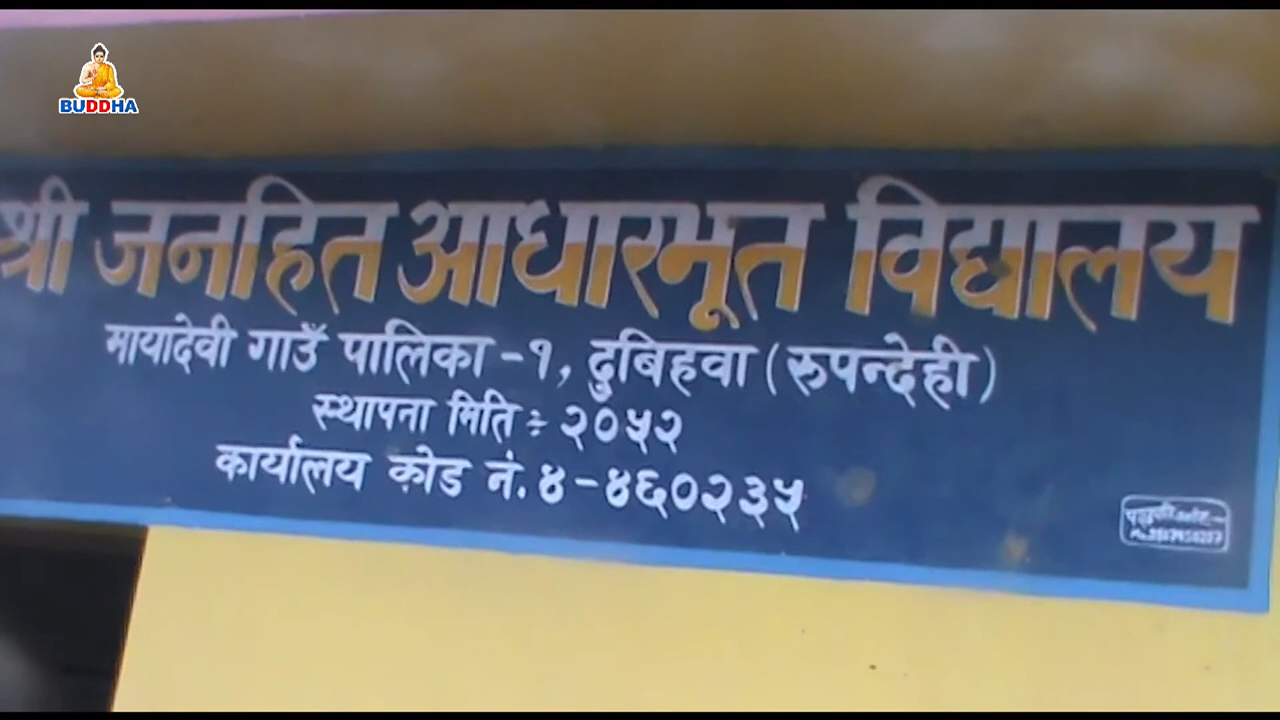 BUDDHA
श्री जनहित आधारभूत विद्यालय
मायादेवी गाउँ पालिका -१, दुबिहवा (रुपन्देही)
स्थापना मिति ÷ २०५२
कार्यालय कोड नं. ४-४६०२३५